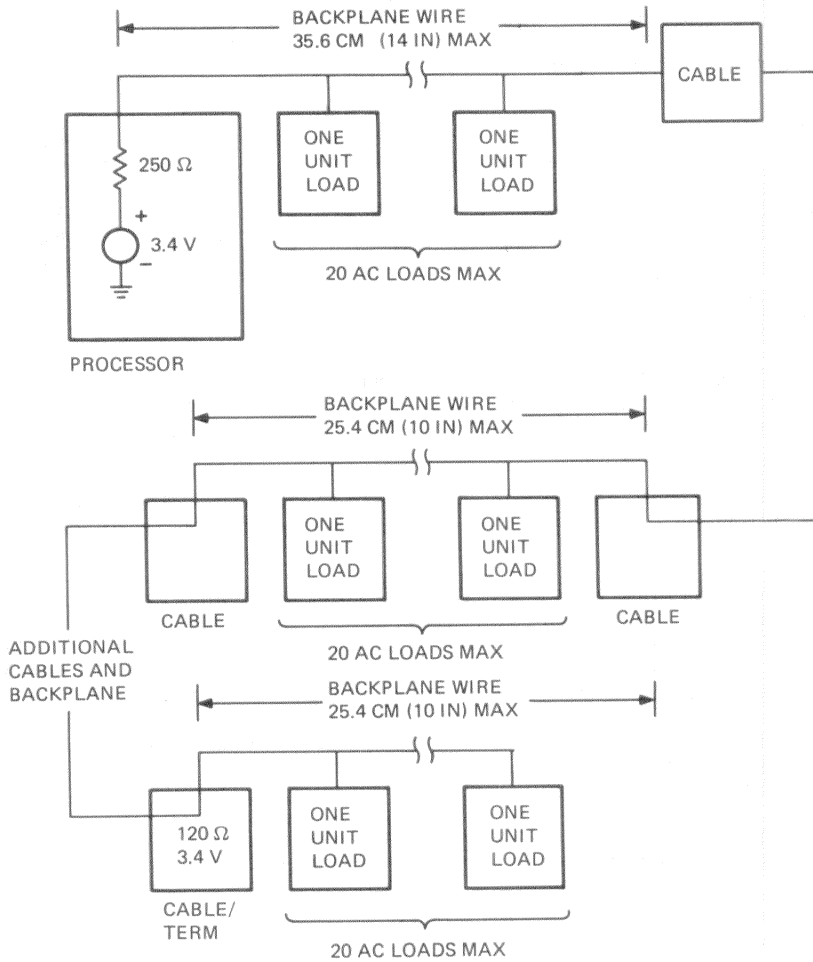 BACKPLANE WIRE
35.6 CM (14 IN) MAX
CABLE
250 Ω
+
3.4 V
−
ONE
UNIT
LOAD
ONE
UNIT
LOAD
20 AC LOADS MAX
PROCESSOR
BACKPLANE WIRE
25.4 CM (10 IN) MAX
ONE
UNIT
LOAD
ONE
UNIT
LOAD
CABLE
CABLE
20 AC LOADS MAX
ADDITIONAL
CABLES AND
BACKPLANE
BACKPLANE WIRE
25.4 CM (10 IN) MAX
120 Ω
3.4 V
CABLE/
TERM
ONE
UNIT
LOAD
ONE
UNIT
LOAD
20 AC LOADS MAX